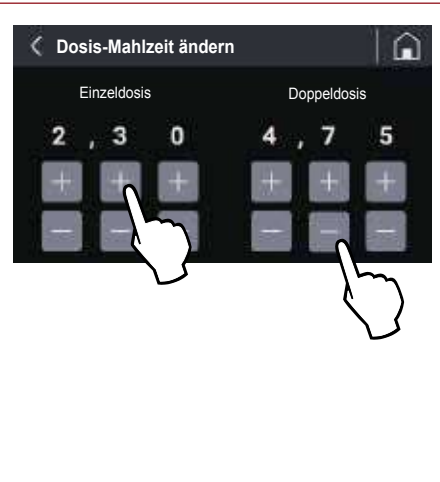 Dosis-Mahlzeit ändern
Einzeldosis Doppeldosis
2 , 3 0 4 , 7 5
+ + + + + +
− − − − −